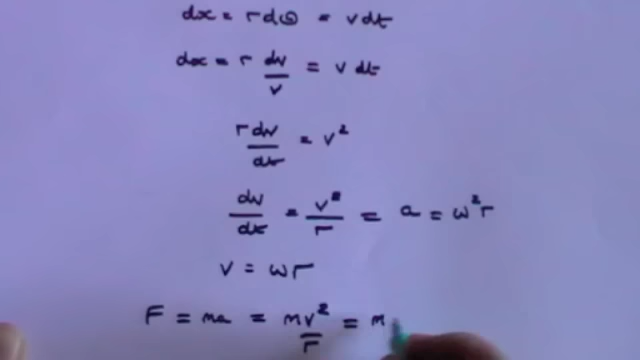 dx = r dθ = v dt
dx = r dv/v = v dt
r dv/dt = v²
dv/dt = v²/r = a = ω²r
v = ωr
F = ma = mv²/r = m